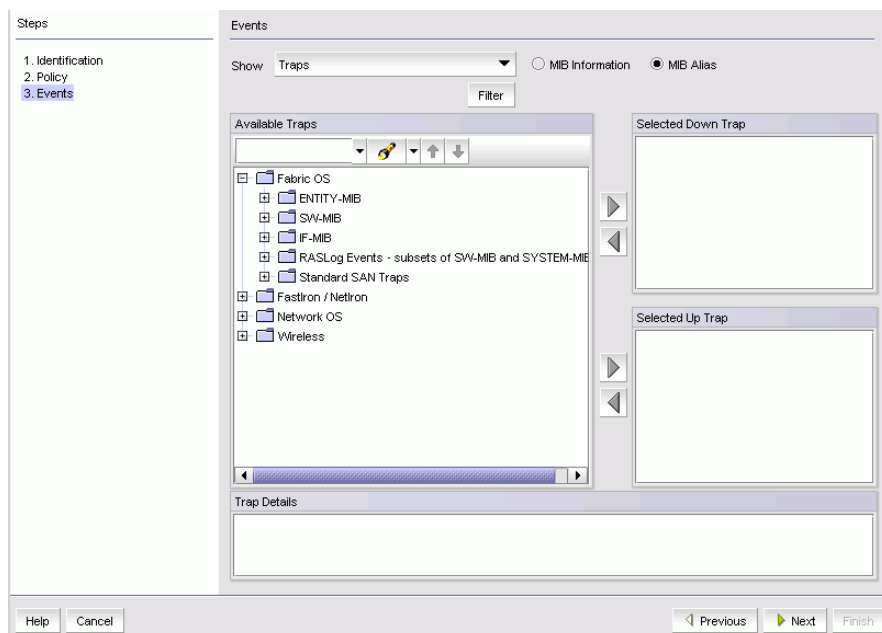 Steps
1. Identification
2. Policy
3. Events
Events
Show Traps MIB Information MIB Alias
Filter
Available Traps
Fabric OS
ENTITY-MIB
SW-MIB
IF-MIB
RASLog Events - subsets of SW-MIB and SYSTEM-MIB
Standard SAN Traps
FastIron / NetIron
Network OS
Wireless
Selected Down Trap
Selected Up Trap
Trap Details
Help Cancel Previous Next Finish